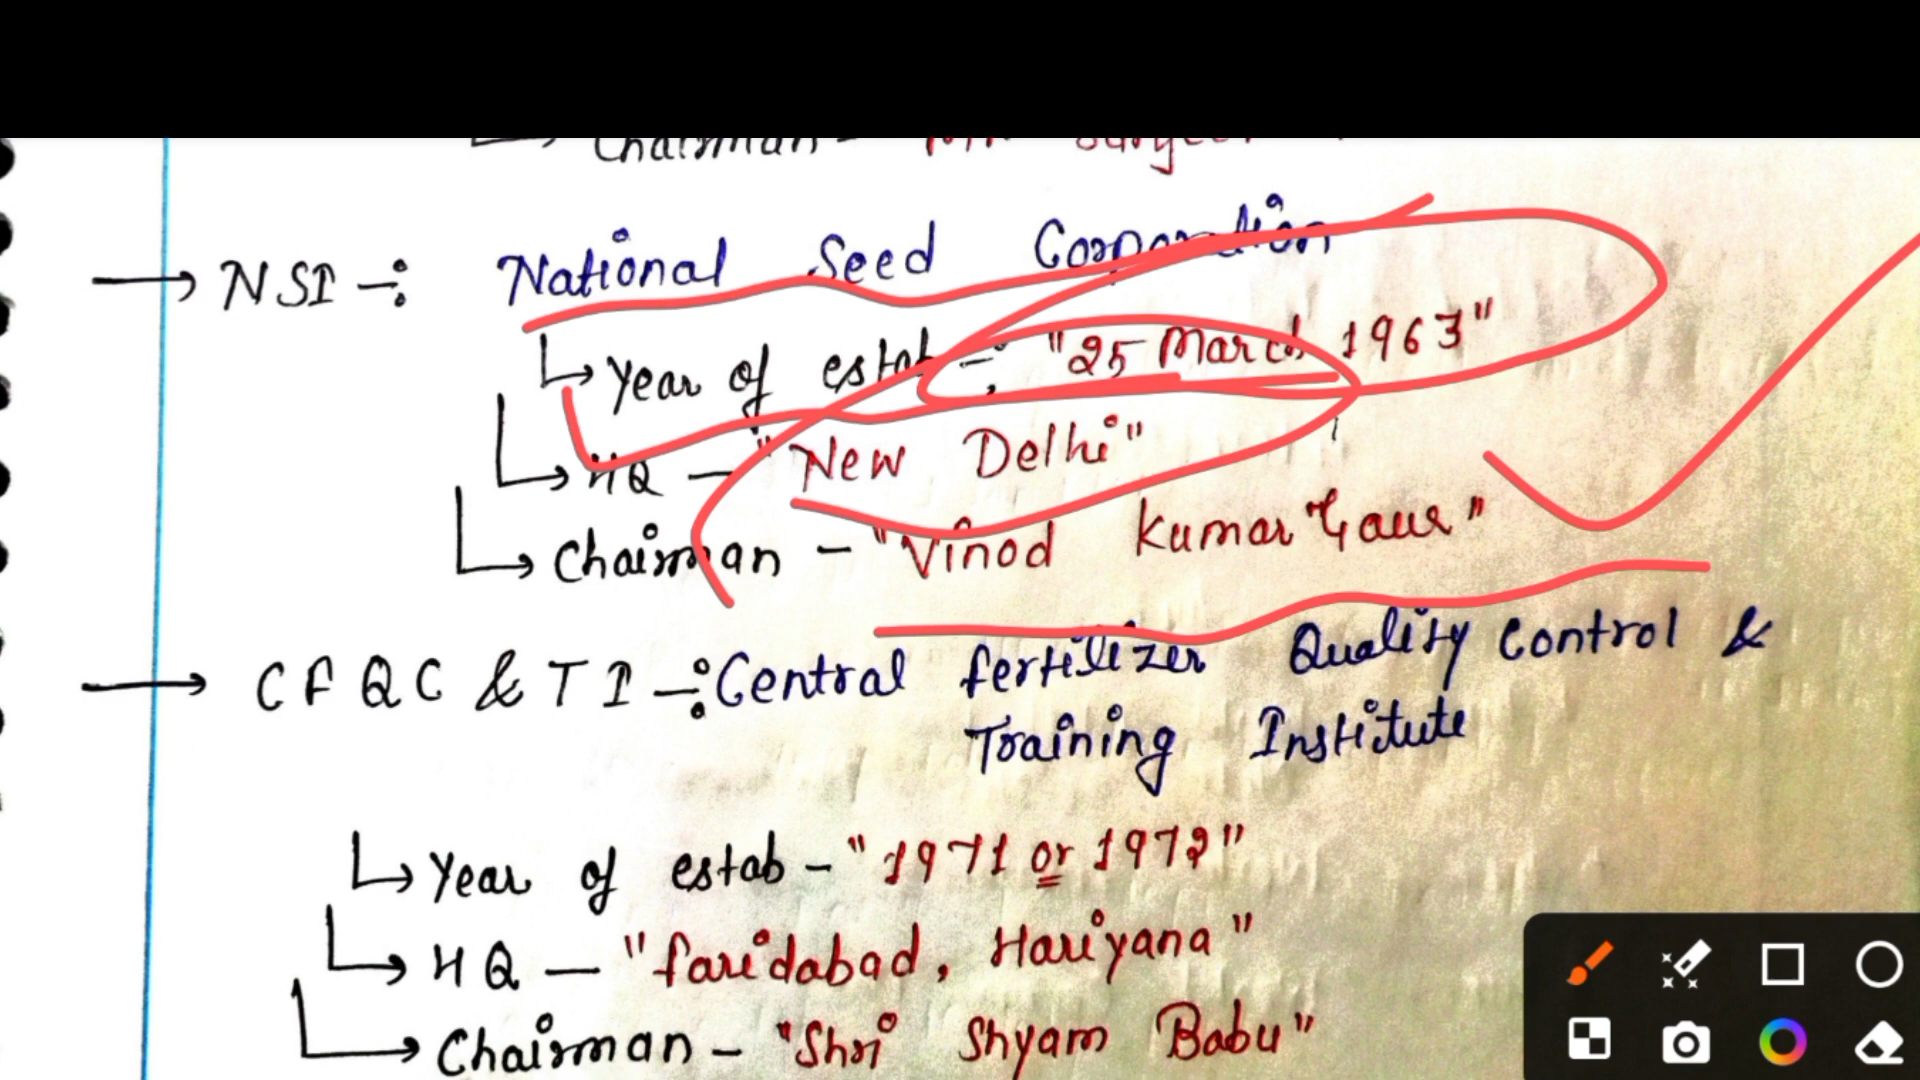 Chairman -
→ NSI -: National Seed Corporation
↳ Year of estab -: "25 March 1963"
↳ HQ - "New Delhi"
↳ Chairman - "Vinod Kumar Gaur"
→ CFQC & TI -: Central fertilizer Quality Control &
Training Institute
↳ Year of estab - "1971 or 1972"
↳ HQ - "faridabad, Hariyana"
↳ Chairman - "Shri Shyam Babu"